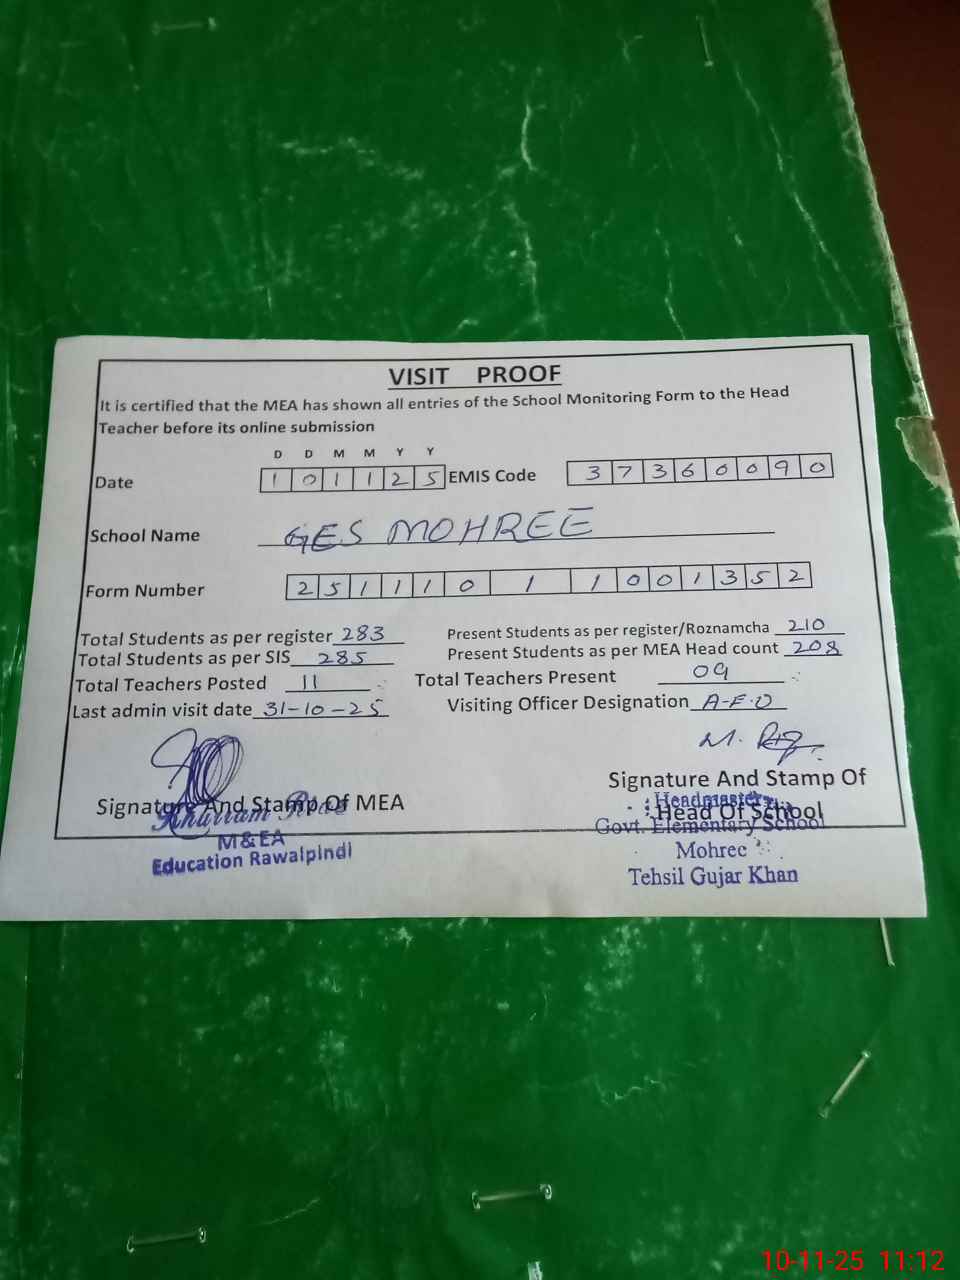 VISIT PROOF
It is certified that the MEA has shown all entries of the School Monitoring Form to the Head
Teacher before its online submission
D D M M Y Y
Date 1 0 1 1 2 5 EMIS Code 3 7 3 6 0 0 9 0
School Name GES MOHREE
Form Number 2 5 1 1 1 0 1 1 0 0 1 3 5 2
Total Students as per register 283 Present Students as per register/Roznamcha 210
Total Students as per SIS 285 Present Students as per MEA Head count 208
Total Teachers Posted 11 Total Teachers Present 09
Last admin visit date 31-10-25 Visiting Officer Designation A-E.O
M.
Signature And Stamp Of MEA Signature And Stamp Of
Head Of School
Khurram Riaz
M&EA
Education Rawalpindi
Headmaster
Govt. Elementary School
Mohree
Tehsil Gujar Khan
10-11-25 11:12